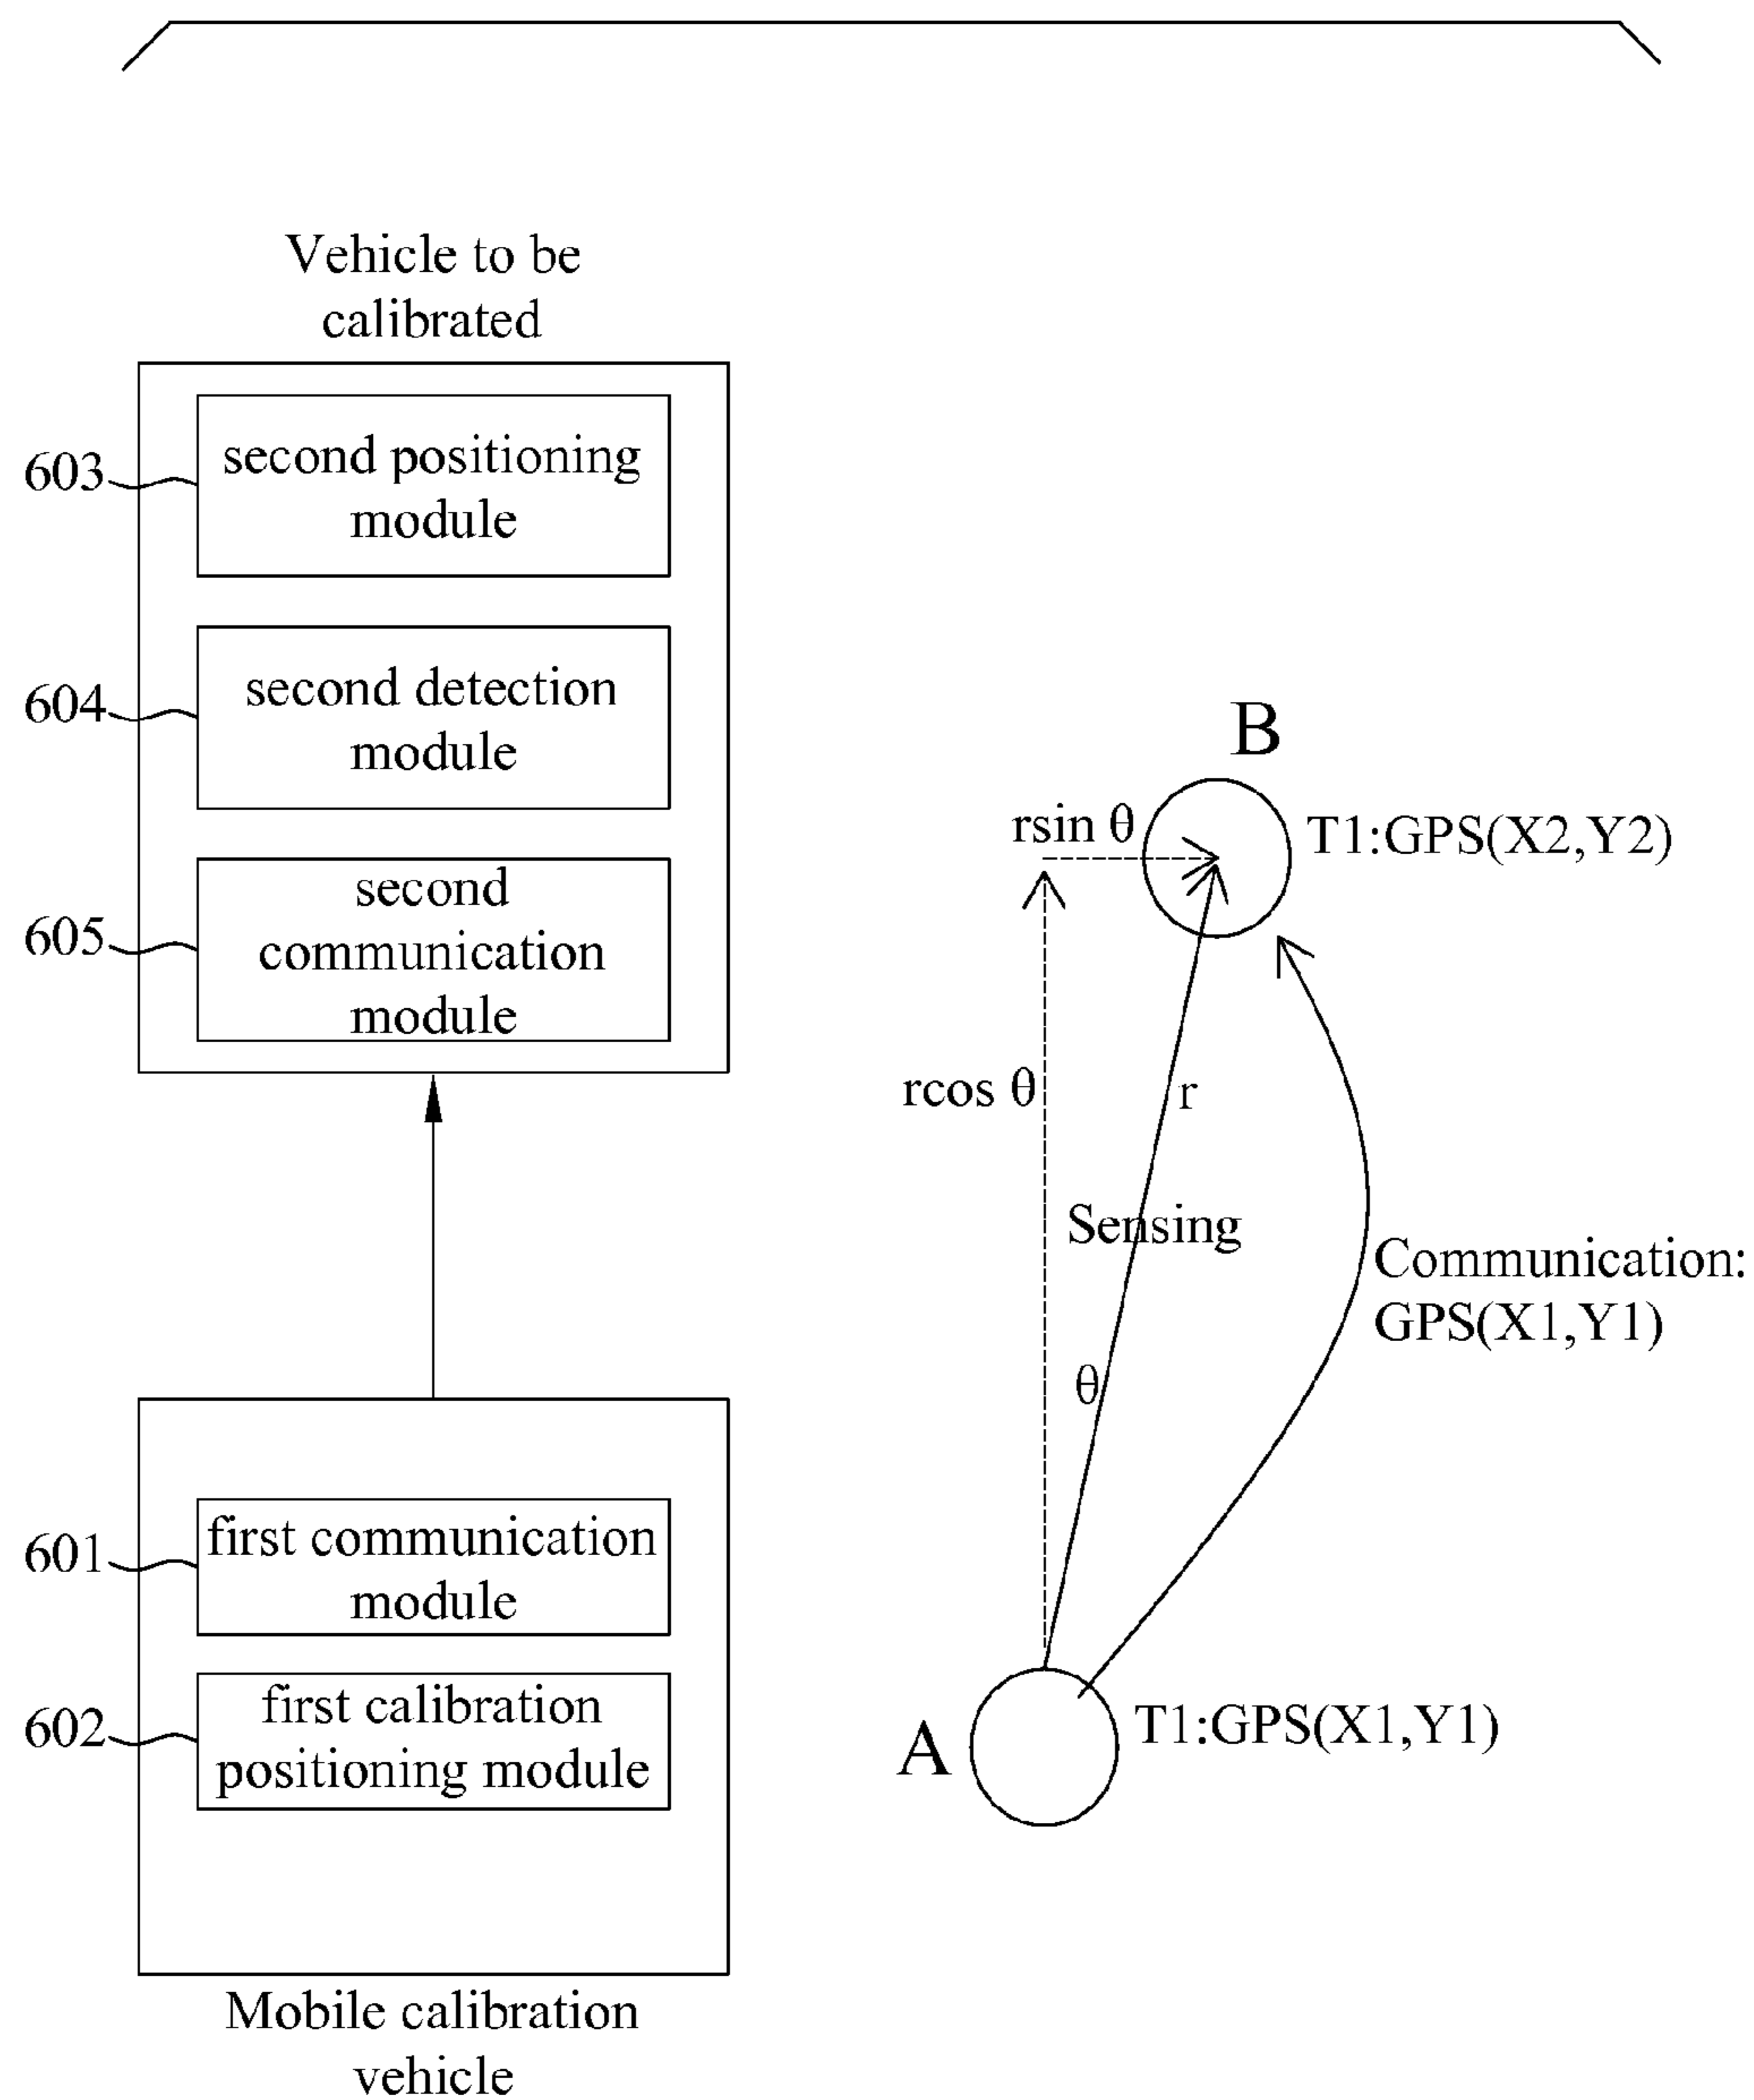 Vehicle to be
calibrated
603
second positioning
module
604
second detection
module
605
second
communication
module
601
first communication
module
602
first calibration
positioning module
Mobile calibration
vehicle
B
rsin θ
T1:GPS(X2,Y2)
rcos θ
r
Sensing
Communication:
GPS(X1,Y1)
θ
A
T1:GPS(X1,Y1)